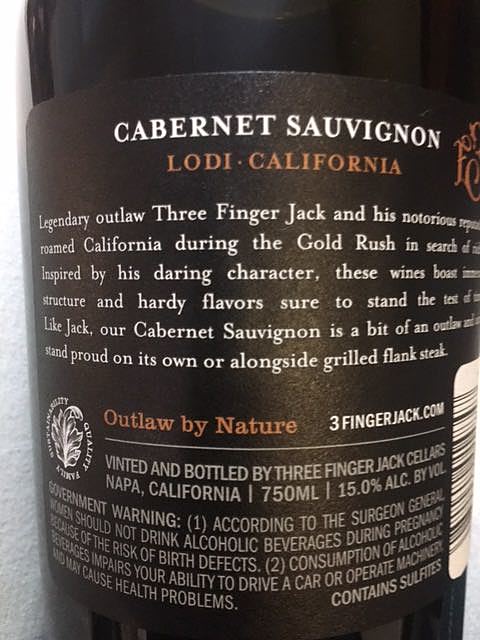 CABERNET SAUVIGNON
LODI · CALIFORNIA
Legendary outlaw Three Finger Jack and his notorious
roamed California during the Gold Rush in search of
Inspired by his daring character, these wines boast
structure and hardy flavors sure to stand the test of
Like Jack, our Cabernet Sauvignon is a bit of an outlaw
stand proud on its own or alongside grilled flank steak.
SUSTAINABILITY QUALITY FAMILY
Outlaw by Nature
3FINGERJACK.COM
VINTED AND BOTTLED BY THREE FINGER JACK CELLARS
NAPA, CALIFORNIA | 750ML | 15.0% ALC. BY VOL.
GOVERNMENT WARNING: (1) ACCORDING TO THE SURGEON GENERAL
WOMEN SHOULD NOT DRINK ALCOHOLIC BEVERAGES DURING PREGNANCY
BECAUSE OF THE RISK OF BIRTH DEFECTS. (2) CONSUMPTION OF ALCOHOLIC
BEVERAGES IMPAIRS YOUR ABILITY TO DRIVE A CAR OR OPERATE MACHINERY,
AND MAY CAUSE HEALTH PROBLEMS.
CONTAINS SULFITES